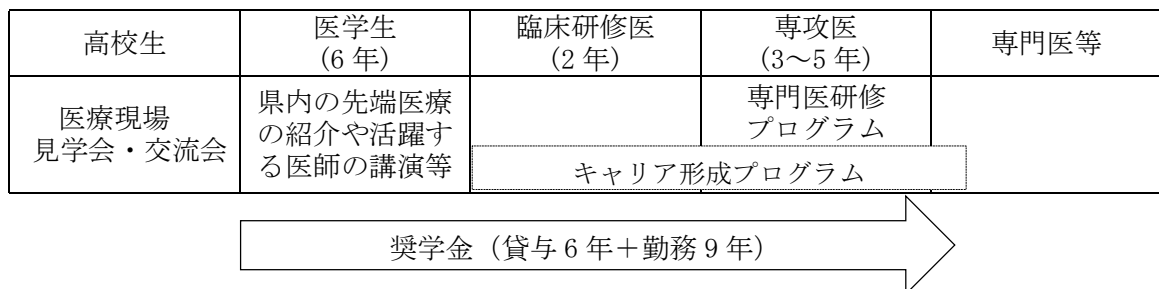 高校生
医学生
(6 年)
臨床研修医
(2 年)
専攻医
(3~5 年)
専門医等
医療現場
見学会・交流会
県内の先端医療
の紹介や活躍す
る医師の講演等
専門医研修
プログラム
キャリア形成プログラム
奨学金（貸与 6 年＋勤務 9 年）